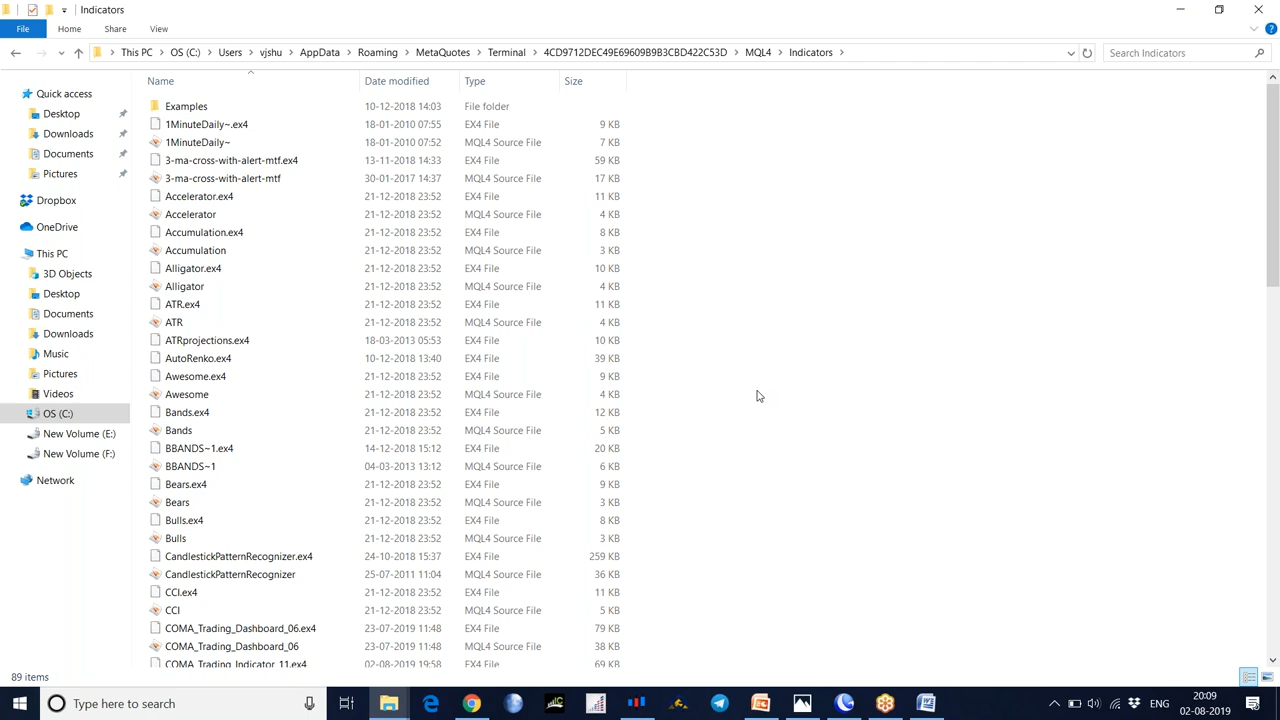 Indicators
File Home Share View
This PC OS (C:) Users vjshu AppData Roaming MetaQuotes Terminal 4CD9712DEC49E69609B9B3CBD422C53D MQL4 Indicators Search Indicators
Name Date modified Type Size
Quick access
Desktop
Downloads
Documents
Pictures
Dropbox
OneDrive
This PC
3D Objects
Desktop
Documents
Downloads
Music
Pictures
Videos
OS (C:)
New Volume (E:)
New Volume (F:)
Network
Examples 10-12-2018 14:03 File folder
1MinuteDaily~.ex4 18-01-2010 07:55 EX4 File 9 KB
1MinuteDaily~ 18-01-2010 07:52 MQL4 Source File 7 KB
3-ma-cross-with-alert-mtf.ex4 13-11-2018 14:33 EX4 File 59 KB
3-ma-cross-with-alert-mtf 30-01-2017 14:37 MQL4 Source File 17 KB
Accelerator.ex4 21-12-2018 23:52 EX4 File 11 KB
Accelerator 21-12-2018 23:52 MQL4 Source File 4 KB
Accumulation.ex4 21-12-2018 23:52 EX4 File 8 KB
Accumulation 21-12-2018 23:52 MQL4 Source File 3 KB
Alligator.ex4 21-12-2018 23:52 EX4 File 10 KB
Alligator 21-12-2018 23:52 MQL4 Source File 4 KB
ATR.ex4 21-12-2018 23:52 EX4 File 11 KB
ATR 21-12-2018 23:52 MQL4 Source File 4 KB
ATRprojections.ex4 18-03-2013 05:53 EX4 File 10 KB
AutoRenko.ex4 10-12-2018 13:40 EX4 File 39 KB
Awesome.ex4 21-12-2018 23:52 EX4 File 9 KB
Awesome 21-12-2018 23:52 MQL4 Source File 4 KB
Bands.ex4 21-12-2018 23:52 EX4 File 12 KB
Bands 21-12-2018 23:52 MQL4 Source File 5 KB
BBANDS~1.ex4 14-12-2018 15:12 EX4 File 20 KB
BBANDS~1 04-03-2013 13:12 MQL4 Source File 6 KB
Bears.ex4 21-12-2018 23:52 EX4 File 9 KB
Bears 21-12-2018 23:52 MQL4 Source File 3 KB
Bulls.ex4 21-12-2018 23:52 EX4 File 8 KB
Bulls 21-12-2018 23:52 MQL4 Source File 3 KB
CandlestickPatternRecognizer.ex4 24-10-2018 15:37 EX4 File 259 KB
CandlestickPatternRecognizer 25-07-2011 11:04 MQL4 Source File 36 KB
CCI.ex4 21-12-2018 23:52 EX4 File 11 KB
CCI 21-12-2018 23:52 MQL4 Source File 5 KB
COMA_Trading_Dashboard_06.ex4 23-07-2019 11:48 EX4 File 79 KB
COMA_Trading_Dashboard_06 23-07-2019 11:48 MQL4 Source File 38 KB
COMA_Trading_Indicator_11.ex4 02-08-2019 19:58 EX4 File 69 KB
89 items
Type here to search
ENG
20:09
02-08-2019